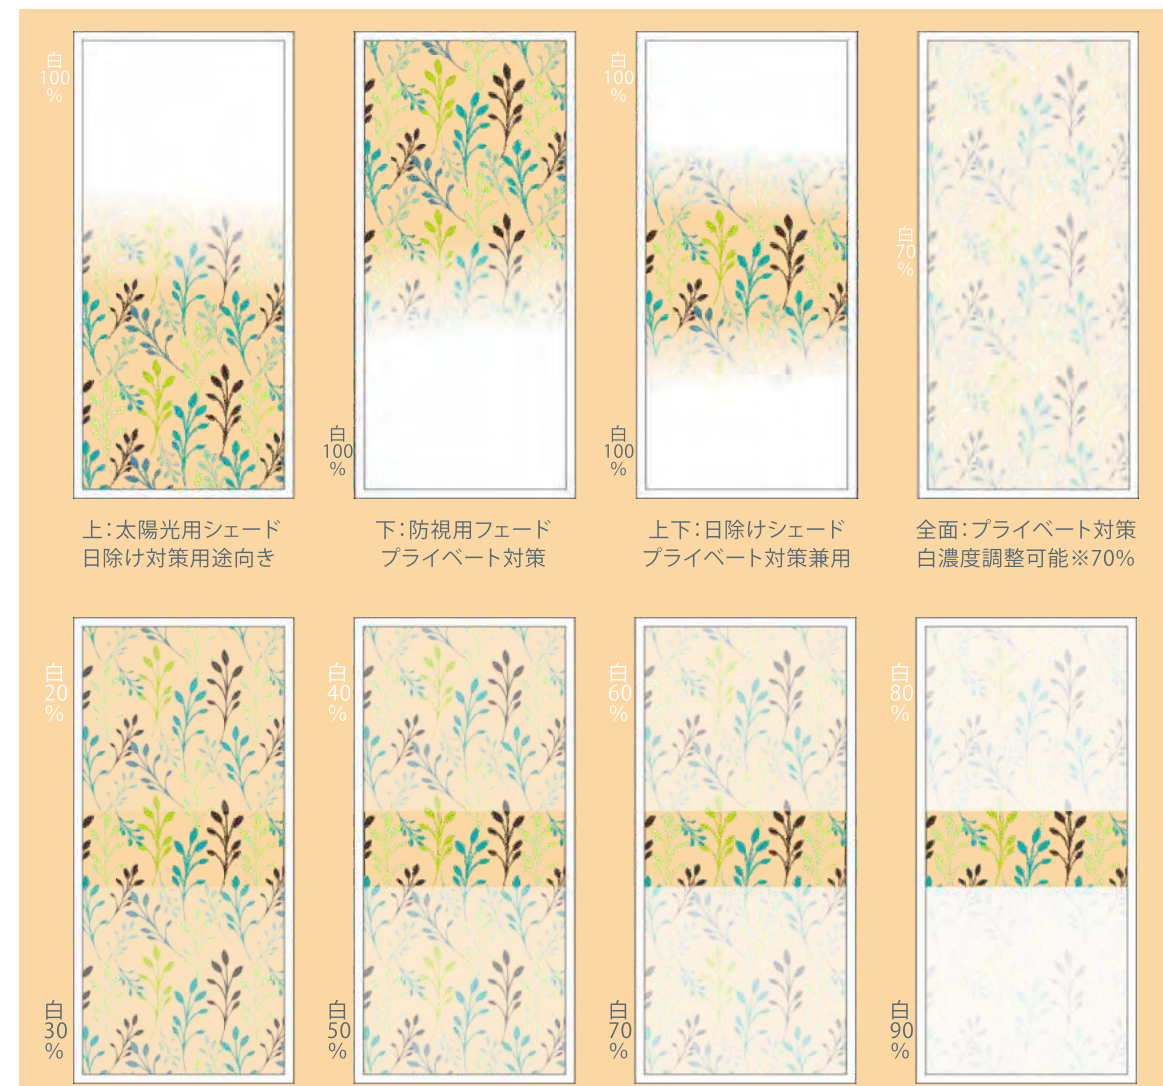 白
100
%
白
100
%
白
100
%
白
100
%
白
70
%
上：太陽光用シェード
日除け対策用途向き
下：防視用フェード
プライベート対策
上下：日除けシェード
プライベート対策兼用
全面：プライベート対策
白濃度調整可能※70%
白
20
%
白
40
%
白
60
%
白
80
%
白
30
%
白
50
%
白
70
%
白
90
%